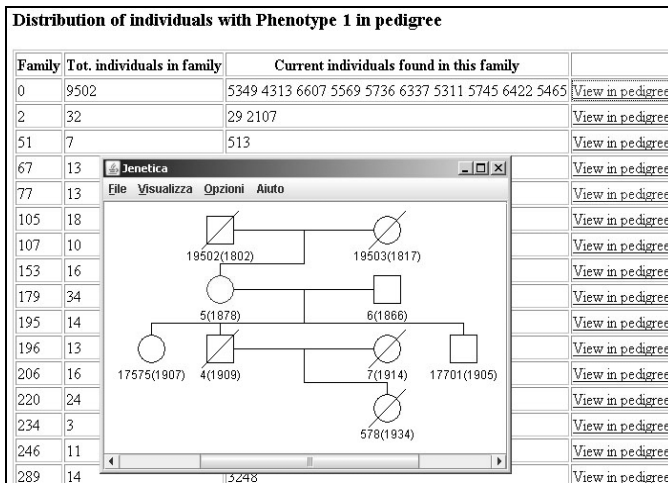 Distribution of individuals with Phenotype 1 in pedigree
Family Tot. individuals in family Current individuals found in this family
0 9502 5349 4313 6607 5569 5736 6337 5311 5745 6422 5465 View in pedigree
2 32 29 2107 View in pedigree
51 7 513 View in pedigree
67 13 View in pedigree
77 13 View in pedigree
105 18 View in pedigree
107 10 View in pedigree
153 16 View in pedigree
179 34 View in pedigree
195 14 View in pedigree
196 13 View in pedigree
206 16 View in pedigree
220 24 View in pedigree
234 3 View in pedigree
246 11 View in pedigree
289 14 3248 View in pedigree
Jenetica
File Visualizza Opzioni Aiuto
19502(1802) 19503(1817)
5(1878) 6(1866)
17575(1907) 4(1909) 7(1914) 17701(1905)
578(1934)